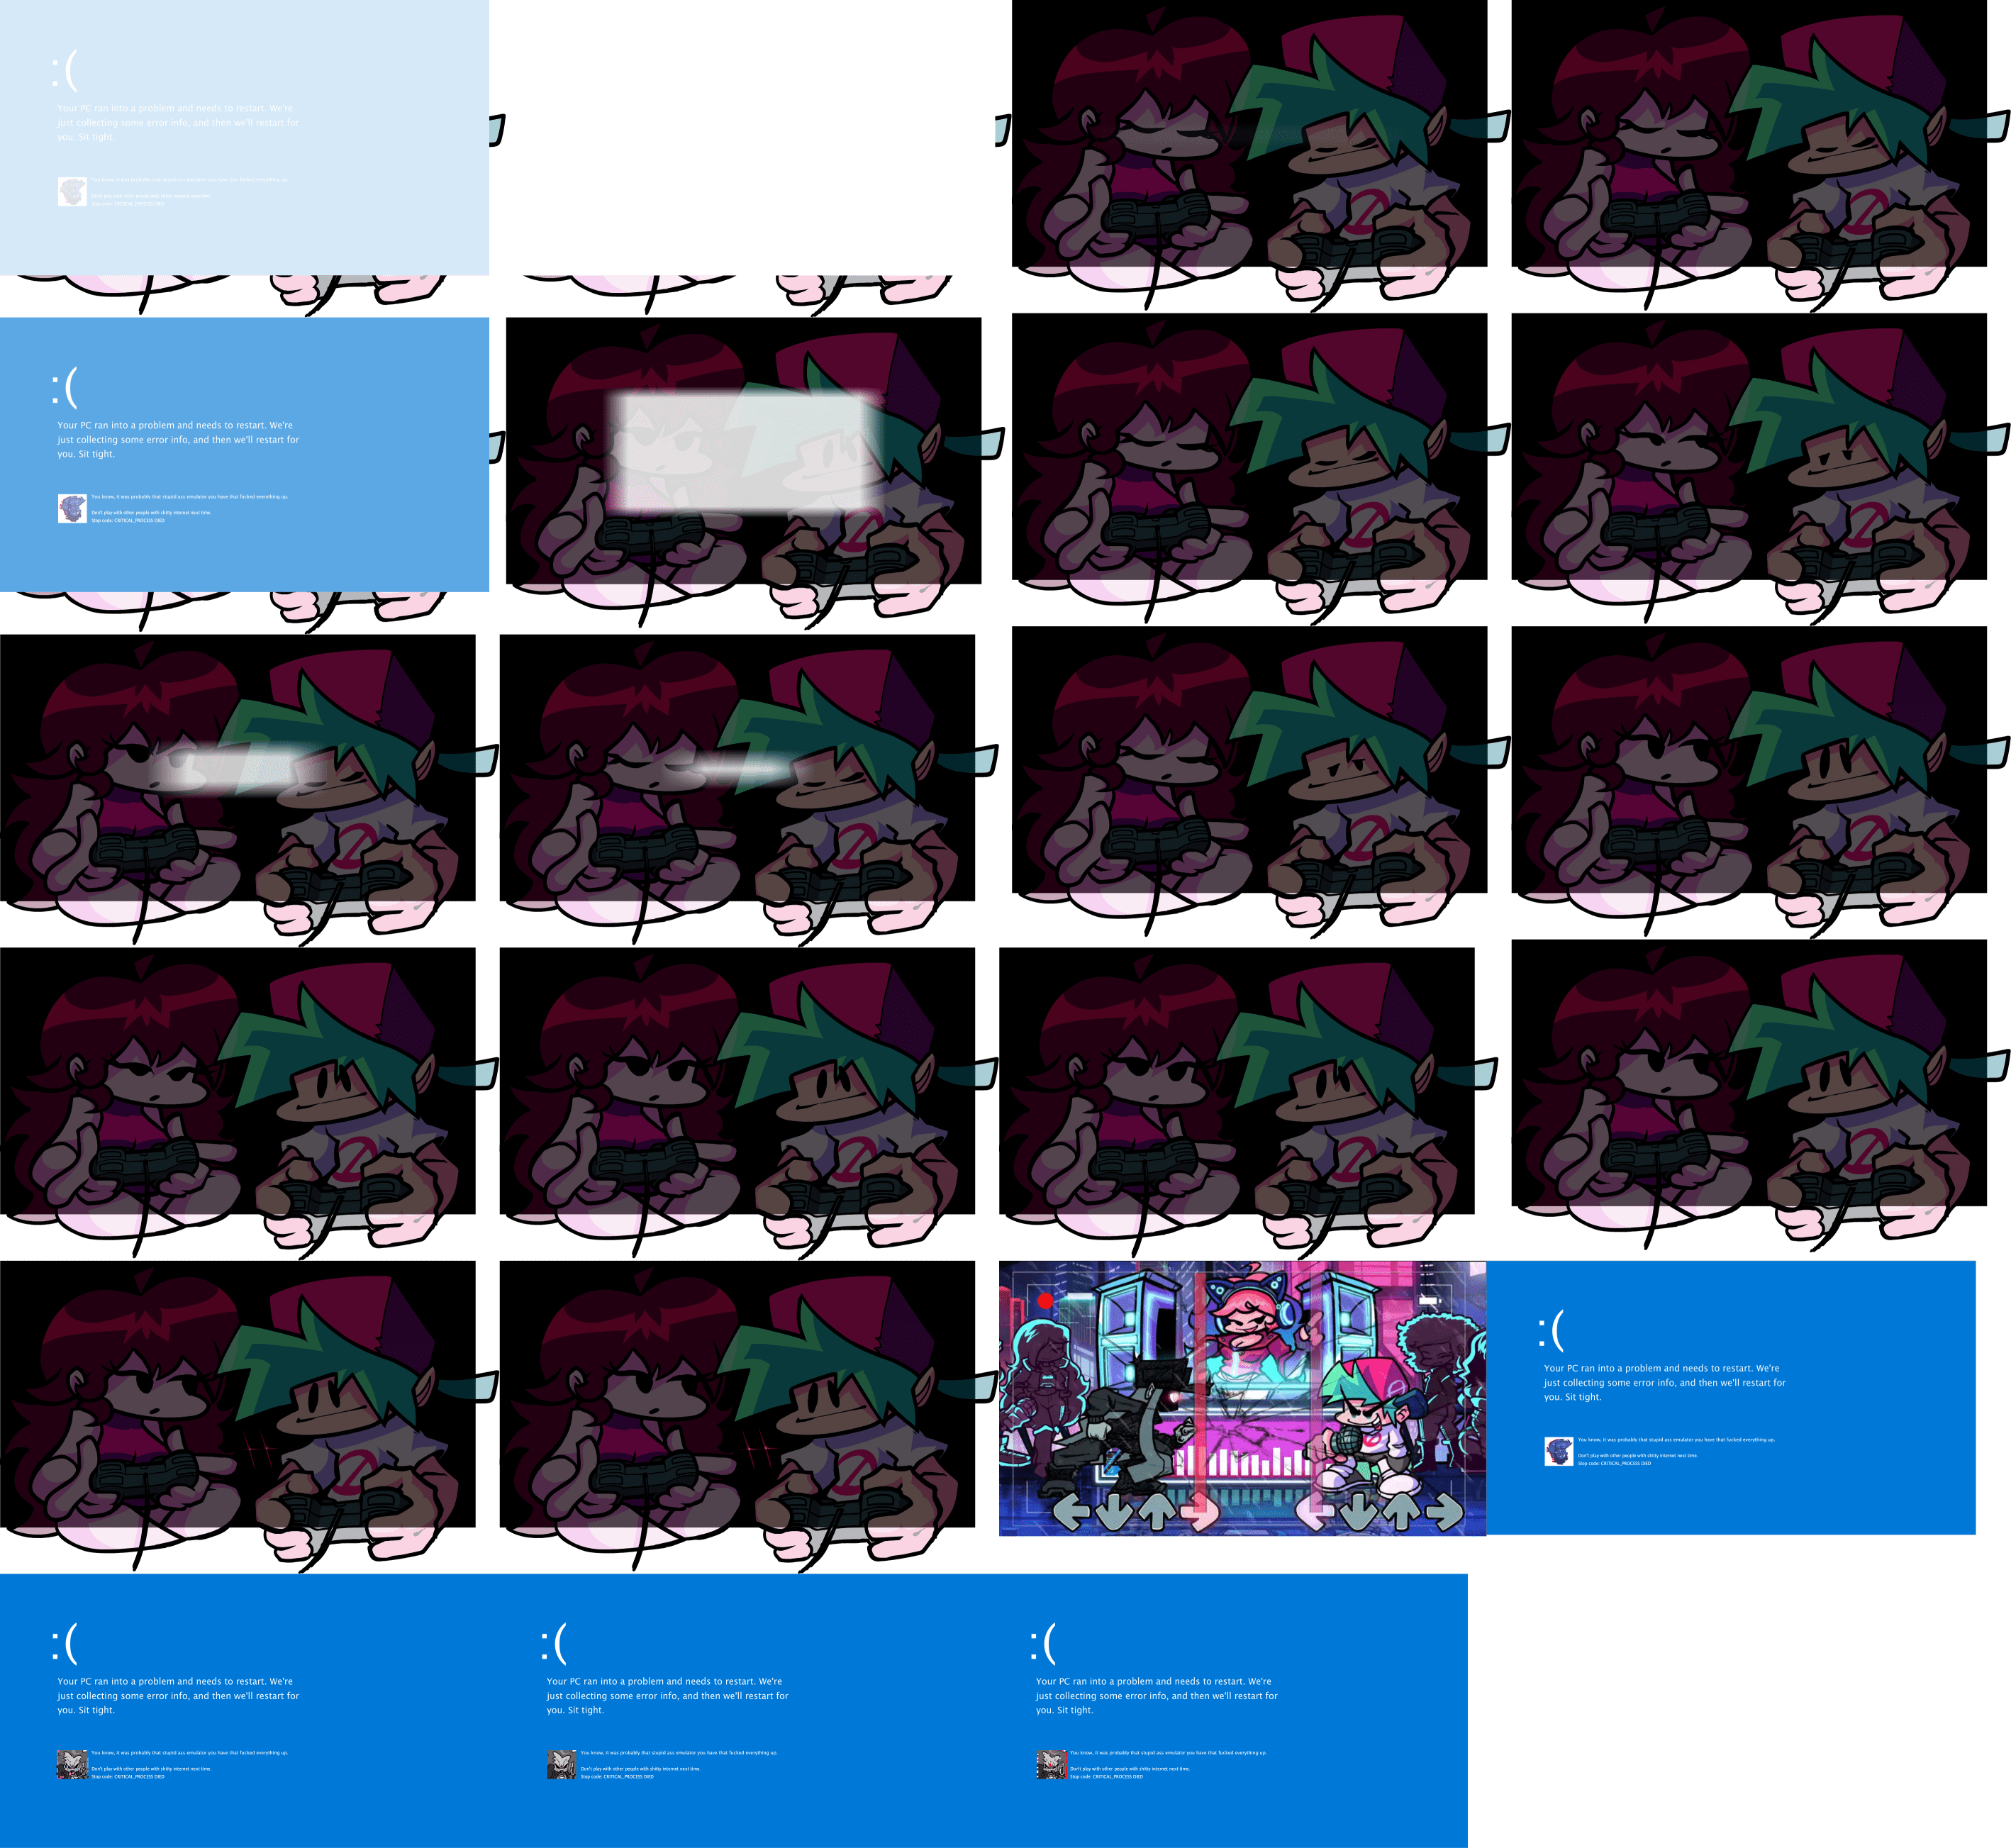 :(
Your PC ran into a problem and needs to restart. We're
just collecting some error info, and then we'll restart for
you. Sit tight.
You know, it was probably that stupid ass emulator you have that fucked everything up.
Don't play with other people with shitty internet next time.
Stop code: CRITICAL_PROCESS DIED
:(
Your PC ran into a problem and needs to restart. We're
just collecting some error info, and then we'll restart for
you. Sit tight.
You know, it was probably that stupid ass emulator you have that fucked everything up.
Don't play with other people with shitty internet next time.
Stop code: CRITICAL_PROCESS DIED
:(
Your PC ran into a problem and needs to restart. We're
just collecting some error info, and then we'll restart for
you. Sit tight.
You know, it was probably that stupid ass emulator you have that fucked everything up.
Don't play with other people with shitty internet next time.
Stop code: CRITICAL_PROCESS DIED
:(
Your PC ran into a problem and needs to restart. We're
just collecting some error info, and then we'll restart for
you. Sit tight.
You know, it was probably that stupid ass emulator you have that fucked everything up.
Don't play with other people with shitty internet next time.
Stop code: CRITICAL_PROCESS DIED
:(
Your PC ran into a problem and needs to restart. We're
just collecting some error info, and then we'll restart for
you. Sit tight.
You know, it was probably that stupid ass emulator you have that fucked everything up.
Don't play with other people with shitty internet next time.
Stop code: CRITICAL_PROCESS DIED
:(
Your PC ran into a problem and needs to restart. We're
just collecting some error info, and then we'll restart for
you. Sit tight.
You know, it was probably that stupid ass emulator you have that fucked everything up.
Don't play with other people with shitty internet next time.
Stop code: CRITICAL_PROCESS DIED